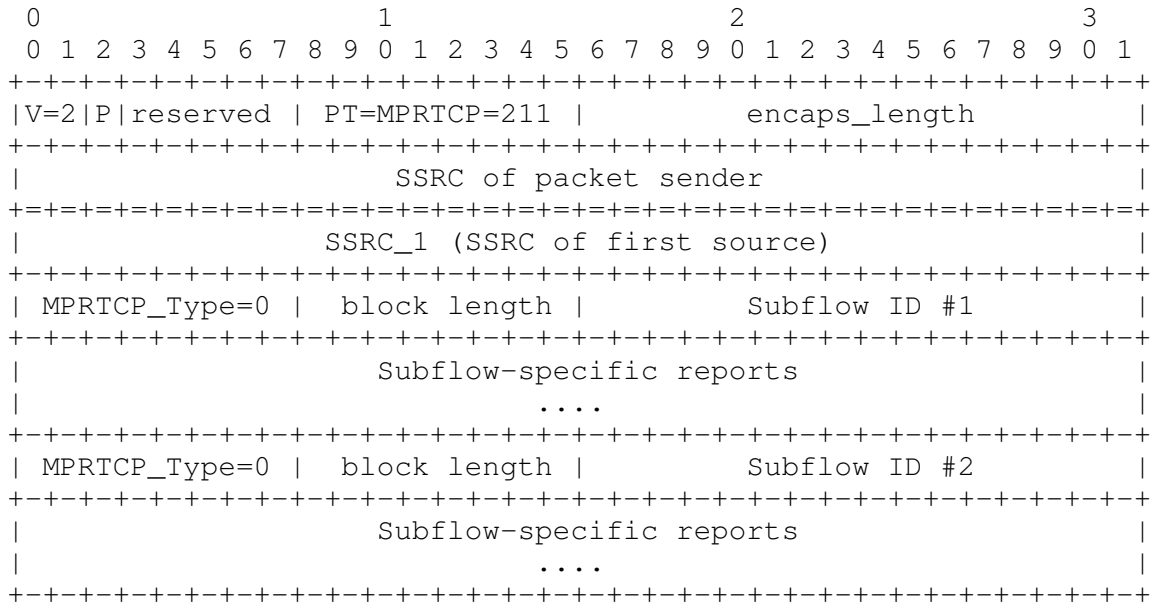 0                   1                   2                   3
 0 1 2 3 4 5 6 7 8 9 0 1 2 3 4 5 6 7 8 9 0 1 2 3 4 5 6 7 8 9 0 1
+-+-+-+-+-+-+-+-+-+-+-+-+-+-+-+-+-+-+-+-+-+-+-+-+-+-+-+-+-+-+-+-+
|V=2|P|reserved | PT=MPRTCP=211 |         encaps_length         |
+-+-+-+-+-+-+-+-+-+-+-+-+-+-+-+-+-+-+-+-+-+-+-+-+-+-+-+-+-+-+-+-+
|                     SSRC of packet sender                     |
+=+=+=+=+=+=+=+=+=+=+=+=+=+=+=+=+=+=+=+=+=+=+=+=+=+=+=+=+=+=+=+=+
|                 SSRC_1 (SSRC of first source)                 |
+-+-+-+-+-+-+-+-+-+-+-+-+-+-+-+-+-+-+-+-+-+-+-+-+-+-+-+-+-+-+-+-+
| MPRTCP_Type=0 |  block length |         Subflow ID #1         |
+-+-+-+-+-+-+-+-+-+-+-+-+-+-+-+-+-+-+-+-+-+-+-+-+-+-+-+-+-+-+-+-+
|                    Subflow-specific reports                   |
|                             ....                              |
+-+-+-+-+-+-+-+-+-+-+-+-+-+-+-+-+-+-+-+-+-+-+-+-+-+-+-+-+-+-+-+-+
| MPRTCP_Type=0 |  block length |         Subflow ID #2         |
+-+-+-+-+-+-+-+-+-+-+-+-+-+-+-+-+-+-+-+-+-+-+-+-+-+-+-+-+-+-+-+-+
|                    Subflow-specific reports                   |
|                             ....                              |
+-+-+-+-+-+-+-+-+-+-+-+-+-+-+-+-+-+-+-+-+-+-+-+-+-+-+-+-+-+-+-+-+